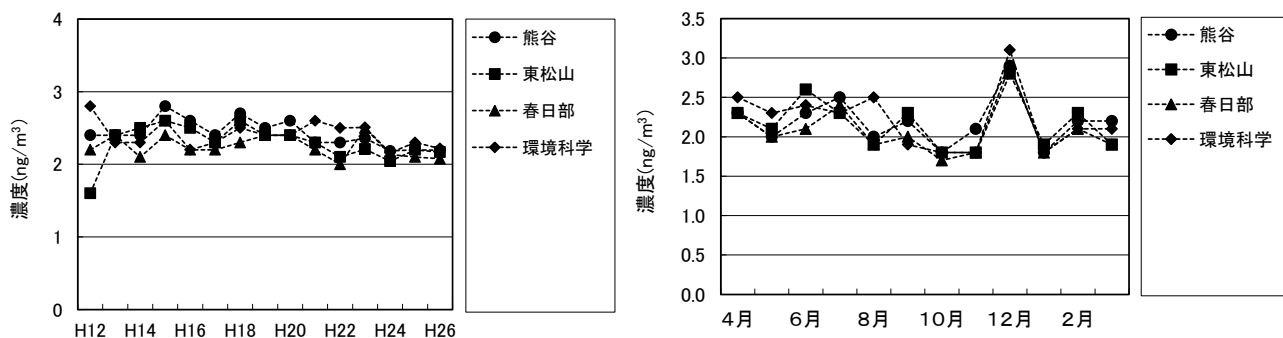 4
3
2
1
0
濃度(ng/m³)
H12 H14 H16 H18 H20 H22 H24 H26
熊谷
東松山
春日部
環境科学
3.5
3.0
2.5
2.0
1.5
1.0
0.5
0.0
濃度(ng/m³)
4月 6月 8月 10月 12月 2月
熊谷
東松山
春日部
環境科学